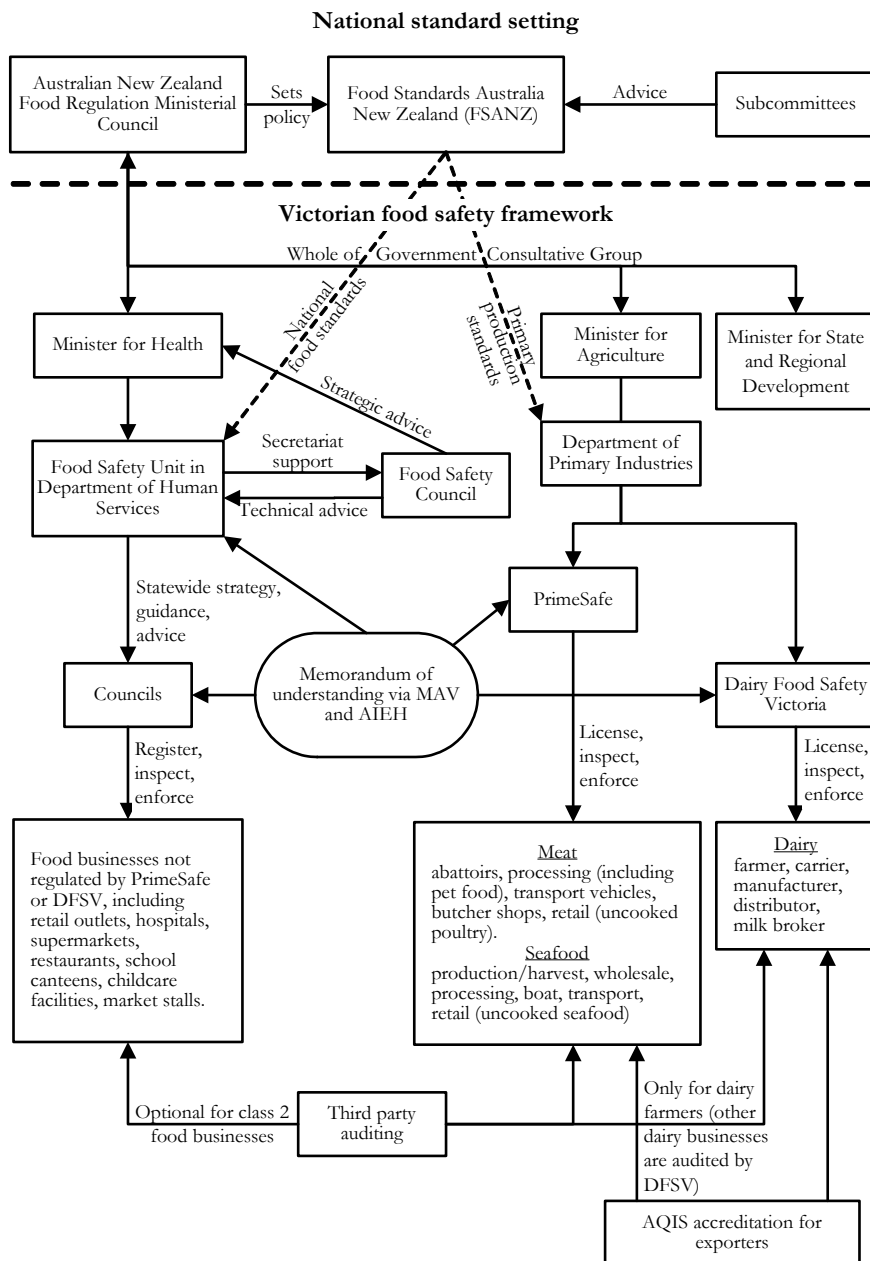 National standard setting
Australian New Zealand
Food Regulation Ministerial
Council
Sets
policy
Food Standards Australia
New Zealand (FSANZ)
Advice
Subcommittees
Victorian food safety framework
Whole of Government Consultative Group
National
food standards
Primary
production
standards
Minister for Health
Minister for
Agriculture
Minister for State
and Regional
Development
Strategic advice
Food Safety Unit in
Department of Human
Services
Secretariat
support
Technical advice
Food Safety
Council
Department of
Primary Industries
Statewide strategy,
guidance,
advice
PrimeSafe
Councils
Memorandum of
understanding via MAV
and AIEH
Dairy Food Safety
Victoria
Register,
inspect,
enforce
License,
inspect,
enforce
License,
inspect,
enforce
Food businesses not
regulated by PrimeSafe
or DFSV, including
retail outlets, hospitals,
supermarkets,
restaurants, school
canteens, childcare
facilities, market stalls.
Meat
abattoirs, processing (including
pet food), transport vehicles,
butcher shops, retail (uncooked
poultry).
Seafood
production/harvest, wholesale,
processing, boat, transport,
retail (uncooked seafood)
Dairy
farmer, carrier,
manufacturer,
distributor,
milk broker
Optional for class 2
food businesses
Third party
auditing
Only for dairy
farmers (other
dairy businesses
are audited by
DFSV)
AQIS accreditation for
exporters